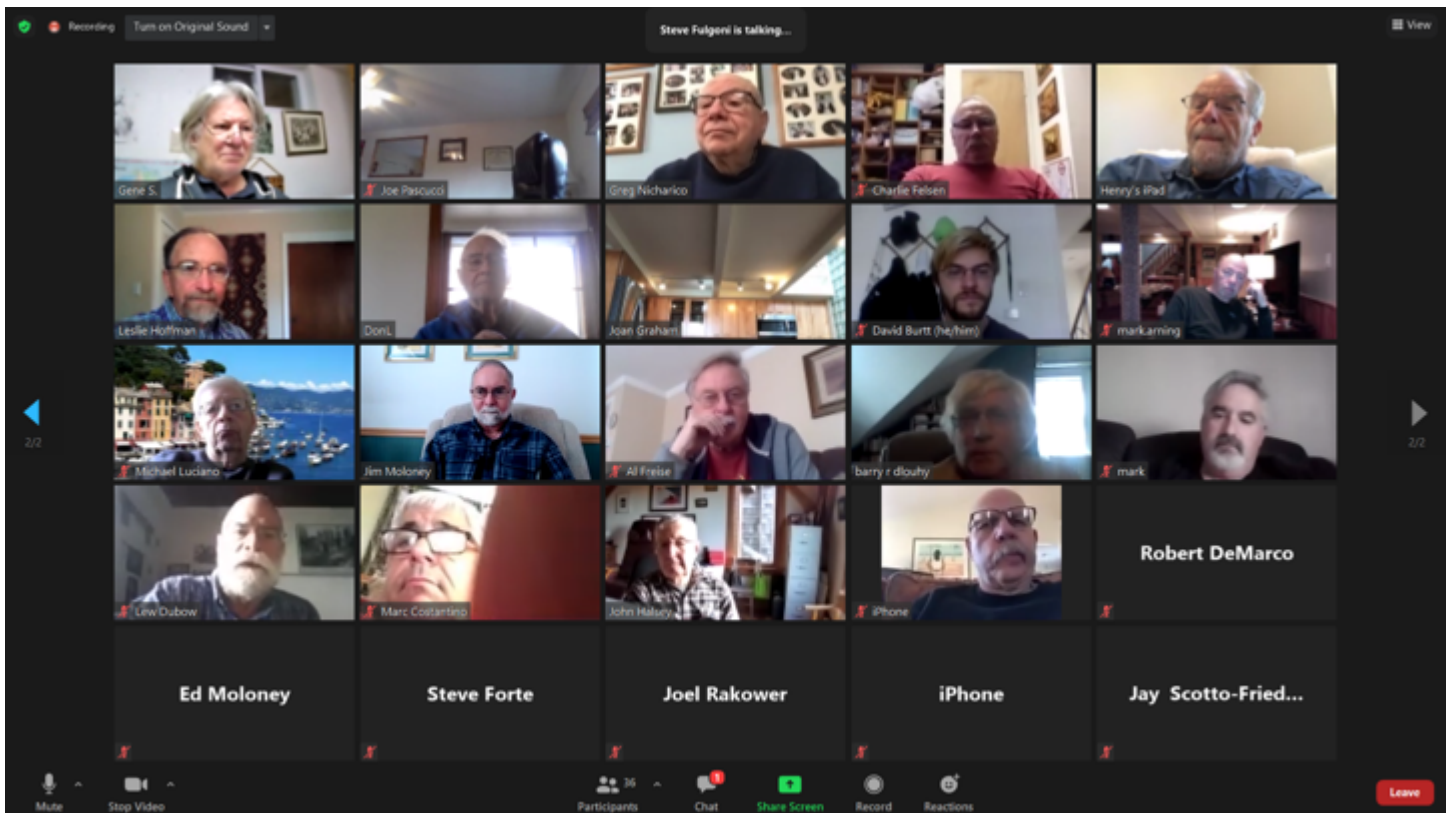 Recording
Turn on Original Sound
Steve Fulgoni is talking...
View
Gene S.
Joe Pascucci
Greg Nicharico
Charlie Felsen
Henry's iPad
Leslie Hoffman
DonL
Joan Graham
David Burtt (he/him)
mark.arning
Michael Luciano
Jim Moloney
Al Freise
barry r dlouhy
mark
2/2
2/2
Lew Dubow
Marc Costantino
John Halsey
iPhone
Robert DeMarco
Ed Moloney
Steve Forte
Joel Rakower
iPhone
Jay Scotto-Fried...
Mute
Stop Video
Participants
36
Chat
1
Share Screen
Record
Reactions
Leave